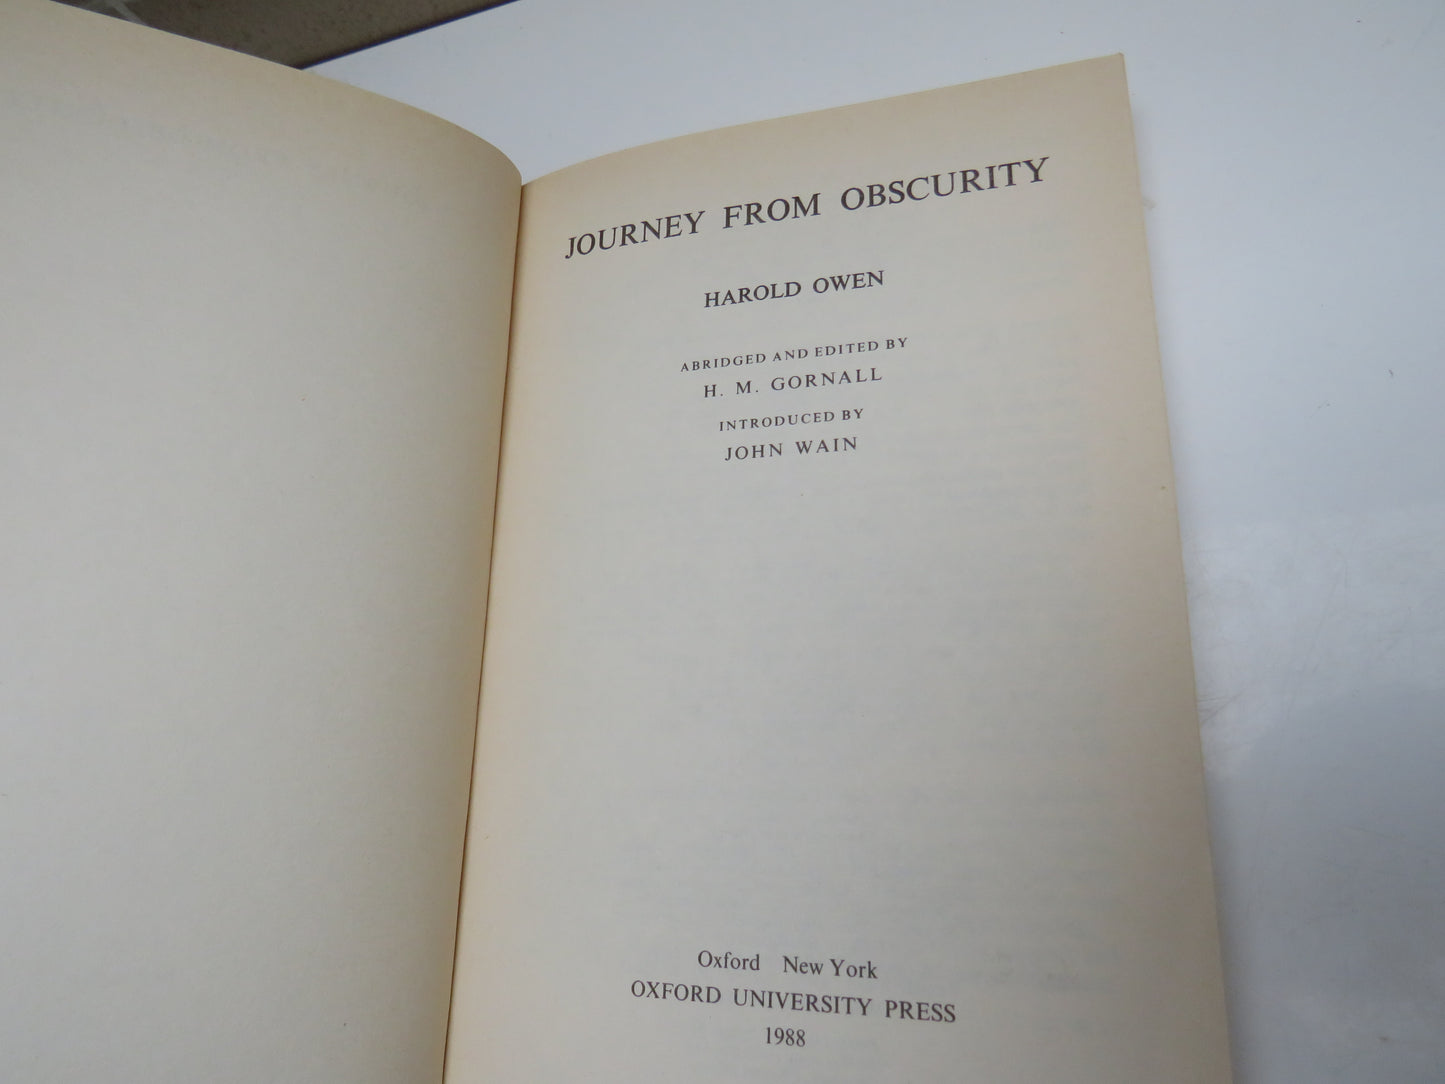 JOURNEY FROM OBSCURITY
HAROLD OWEN
ABRIDGED AND EDITED BY
H. M. GORNALL
INTRODUCED BY
JOHN WAIN
Oxford New York
OXFORD UNIVERSITY PRESS
1988